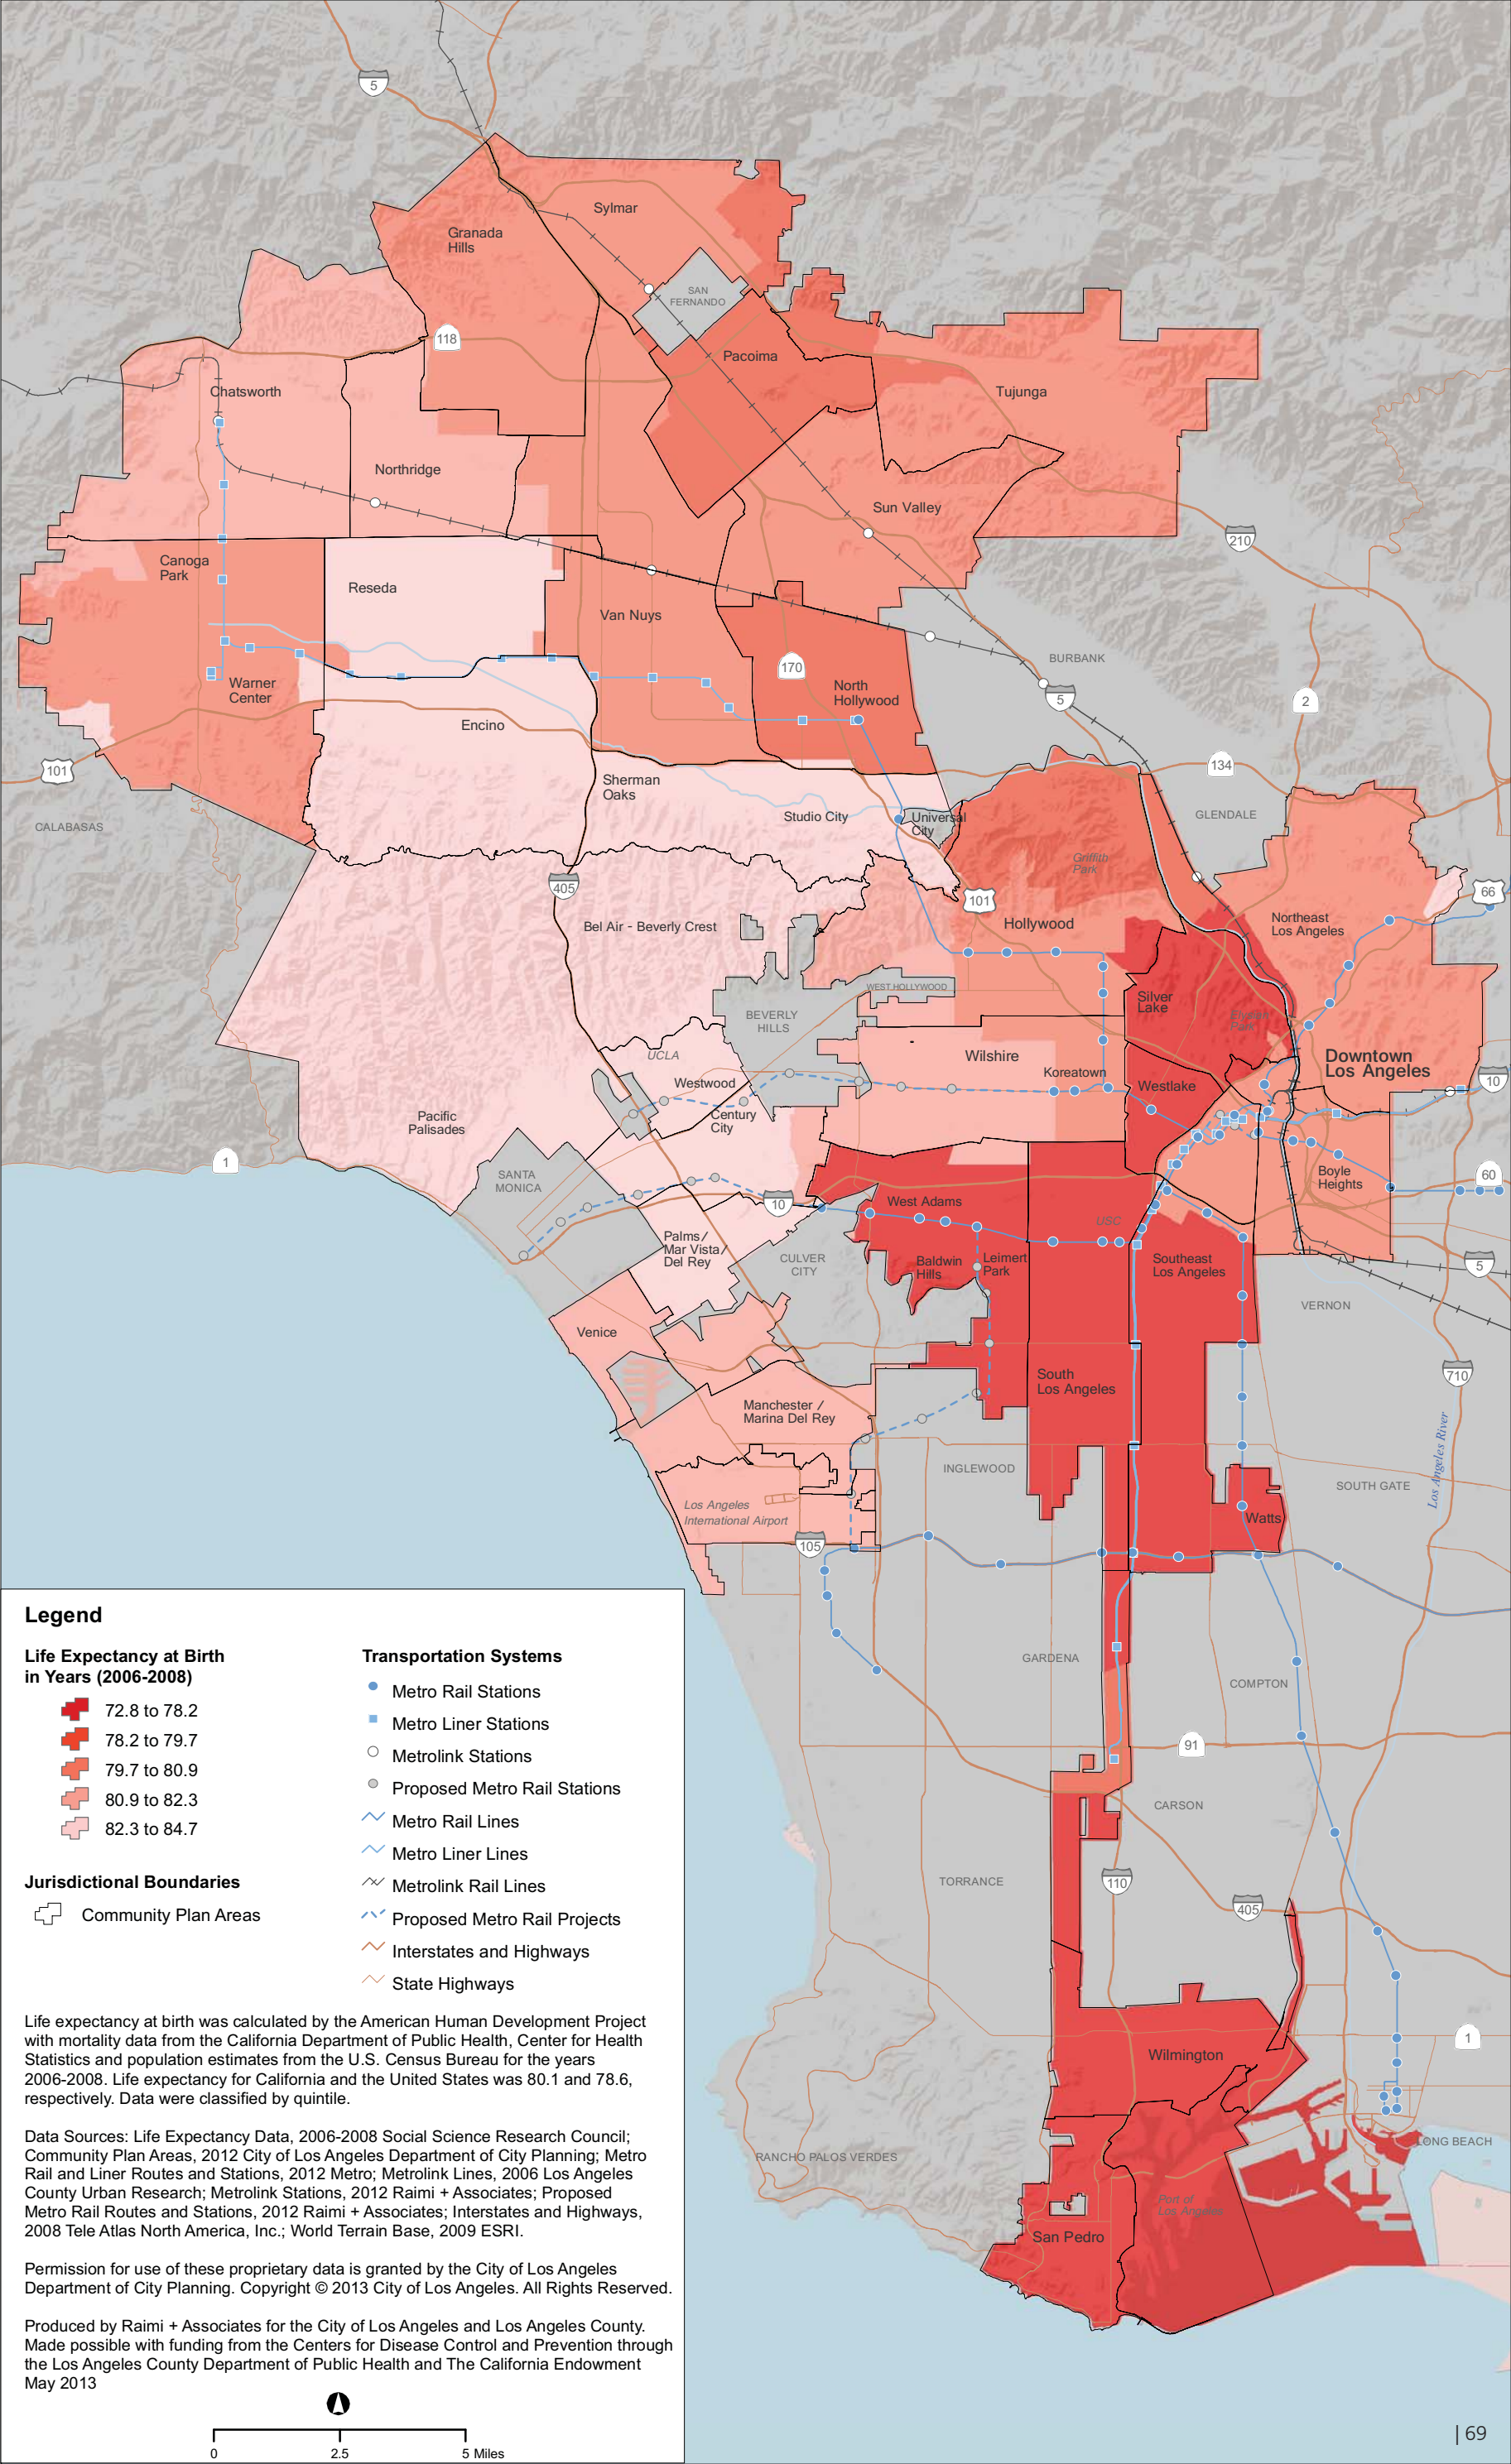 5
Sylmar
Granada
Hills
SAN
FERNANDO
118
Pacoima
Chatsworth
Tujunga
Northridge
Sun Valley
210
Canoga
Park
Reseda
Van Nuys
BURBANK
170
Warner
Center
North
Hollywood
5
2
Encino
101
134
Sherman
Oaks
Studio City
Universal
City
GLENDALE
CALABASAS
Griffith
Park
405
101
66
Bel Air - Beverly Crest
Hollywood
Northeast
Los Angeles
WEST HOLLYWOOD
Silver
Lake
BEVERLY
HILLS
Elysian
Park
UCLA
Wilshire
Downtown
Los Angeles
Koreatown
10
Westwood
Westlake
Pacific
Palisades
Century
City
1
SANTA
MONICA
Boyle
Heights
60
10
West Adams
USC
Palms/
Mar Vista/
Del Rey
CULVER
CITY
Baldwin
Hills
Leimert
Park
Southeast
Los Angeles
5
VERNON
Venice
South
Los Angeles
710
Manchester /
Marina Del Rey
INGLEWOOD
SOUTH GATE
Los Angeles River
Los Angeles
International Airport
Watts
105
GARDENA
COMPTON
91
CARSON
TORRANCE
110
405
1
Wilmington
RANCHO PALOS VERDES
LONG BEACH
Port of
Los Angeles
San Pedro
Legend
Life Expectancy at Birth
in Years (2006-2008)
72.8 to 78.2
78.2 to 79.7
79.7 to 80.9
80.9 to 82.3
82.3 to 84.7
Jurisdictional Boundaries
Community Plan Areas
Transportation Systems
Metro Rail Stations
Metro Liner Stations
Metrolink Stations
Proposed Metro Rail Stations
Metro Rail Lines
Metro Liner Lines
Metrolink Rail Lines
Proposed Metro Rail Projects
Interstates and Highways
State Highways
Life expectancy at birth was calculated by the American Human Development Project
with mortality data from the California Department of Public Health, Center for Health
Statistics and population estimates from the U.S. Census Bureau for the years
2006-2008. Life expectancy for California and the United States was 80.1 and 78.6,
respectively. Data were classified by quintile.
Data Sources: Life Expectancy Data, 2006-2008 Social Science Research Council;
Community Plan Areas, 2012 City of Los Angeles Department of City Planning; Metro
Rail and Liner Routes and Stations, 2012 Metro; Metrolink Lines, 2006 Los Angeles
County Urban Research; Metrolink Stations, 2012 Raimi + Associates; Proposed
Metro Rail Routes and Stations, 2012 Raimi + Associates; Interstates and Highways,
2008 Tele Atlas North America, Inc.; World Terrain Base, 2009 ESRI.
Permission for use of these proprietary data is granted by the City of Los Angeles
Department of City Planning. Copyright © 2013 City of Los Angeles. All Rights Reserved.
Produced by Raimi + Associates for the City of Los Angeles and Los Angeles County.
Made possible with funding from the Centers for Disease Control and Prevention through
the Los Angeles County Department of Public Health and The California Endowment
May 2013
0 2.5 5 Miles
| 69